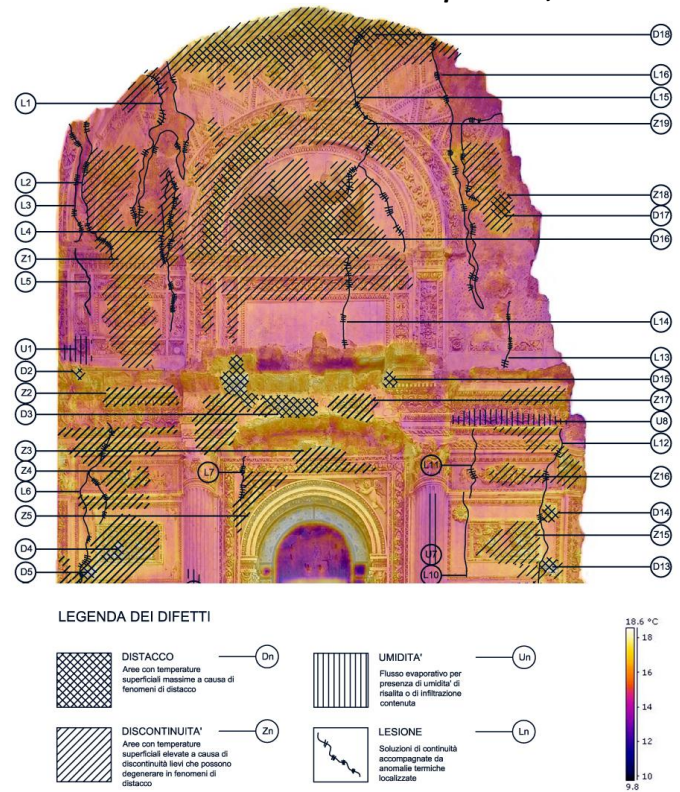 D18
L16
L15
Z19
Z18
D17
D16
L14
L13
D15
Z17
U8
L12
Z16
D14
Z15
D13
L1
L2
L3
L4
Z1
L5
U1
D2
Z2
D3
Z3
Z4
L6
Z5
D4
D5
L7
L11
U7
L10
LEGENDA DEI DIFETTI
DISTACCO
Aree con temperature
superficiali massime a causa di
fenomeni di distacco
Dn
UMIDITA'
Flusso evaporativo per
presenza di umidita' di
risalita o di infiltrazione
contenuta
Un
DISCONTINUITA'
Aree con temperature
superficiali elevate a causa di
discontinuità lievi che possono
degenerare in fenomeni di
distacco
Zn
LESIONE
Soluzioni di continuità
accompagnate da
anomalie termiche
localizzate
Ln
18.6 °C
18
16
14
12
10
9.8